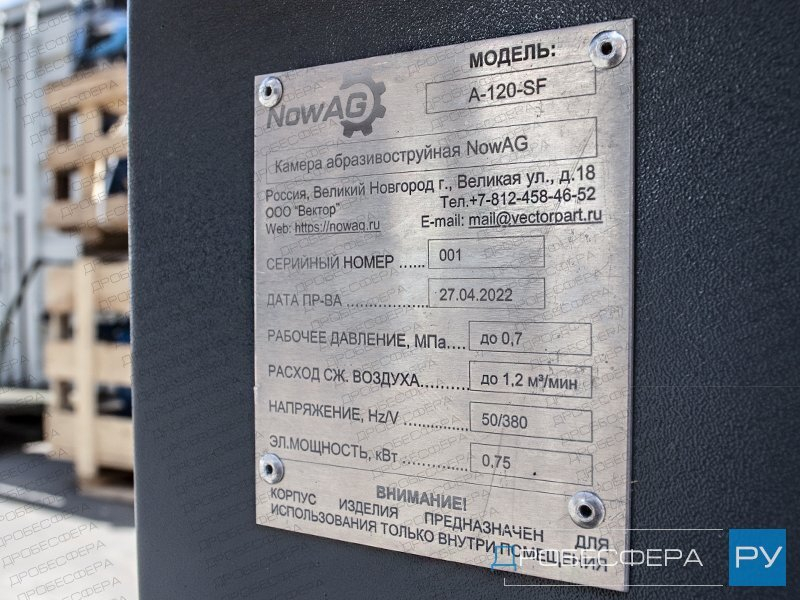 МОДЕЛЬ:
NowAG
A-120-SF
Камера абразивоструйная NowAG
Россия, Великий Новгород г., Великая ул., д.18
ООО "Вектор" Тел.+7-812-458-46-52
Web: https://nowag.ru E-mail: mail@vectorpart.ru
СЕРИЙНЫЙ НОМЕР ...... 001
ДАТА ПР-ВА .................. 27.04.2022
РАБОЧЕЕ ДАВЛЕНИЕ, МПа.... до 0,7
РАСХОД СЖ. ВОЗДУХА........... до 1,2 м³/мин
НАПРЯЖЕНИЕ, Hz/V .............. 50/380
ЭЛ.МОЩНОСТЬ, кВт .............. 0,75
ВНИМАНИЕ!
КОРПУС ИЗДЕЛИЯ ПРЕДНАЗНАЧЕН ДЛЯ
ИСПОЛЬЗОВАНИЯ ТОЛЬКО ВНУТРИ ПОМЕЩЕНИЯ
ДРОБЕСФЕРА РУ